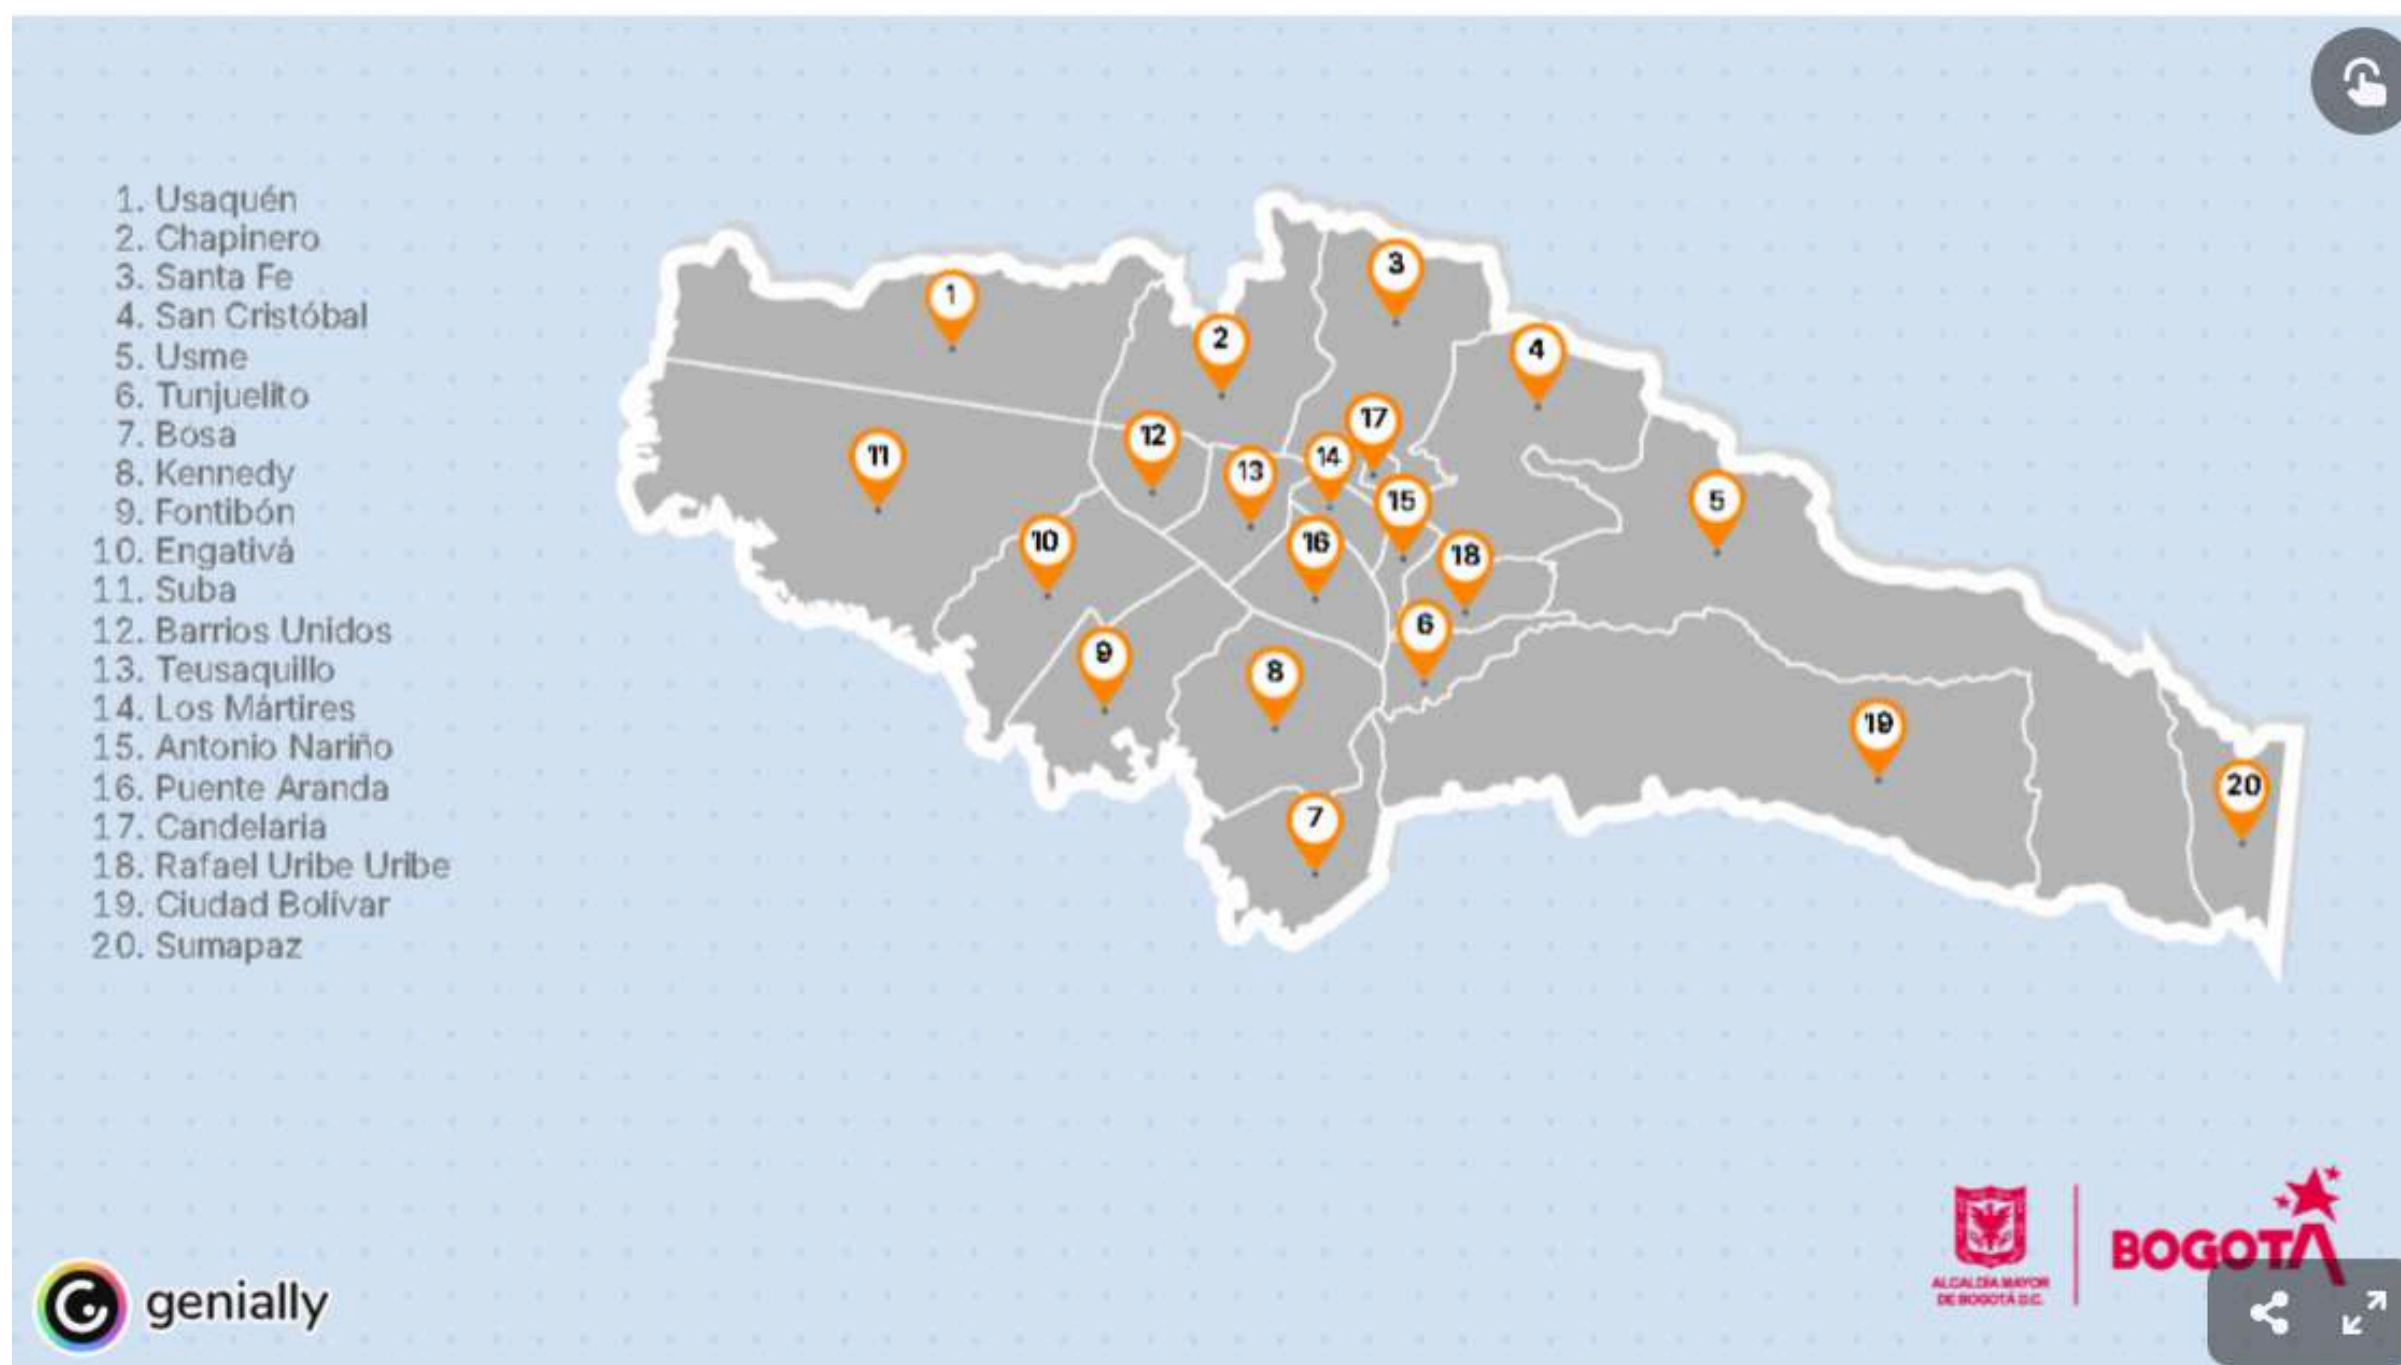 1. Usaquén
2. Chapinero
3. Santa Fe
4. San Cristóbal
5. Usme
6. Tunjuelito
7. Bosa
8. Kennedy
9. Fontibón
10. Engativá
11. Suba
12. Barrios Unidos
13. Teusaquillo
14. Los Mártires
15. Antonio Nariño
16. Puente Aranda
17. Candelaria
18. Rafael Uribe Uribe
19. Ciudad Bolívar
20. Sumapaz
1
2
3
4
5
6
7
8
9
10
11
12
13
14
15
16
17
18
19
20
genially
ALCALDÍA MAYOR
DE BOGOTÁ D.C.
BOGOTÁ